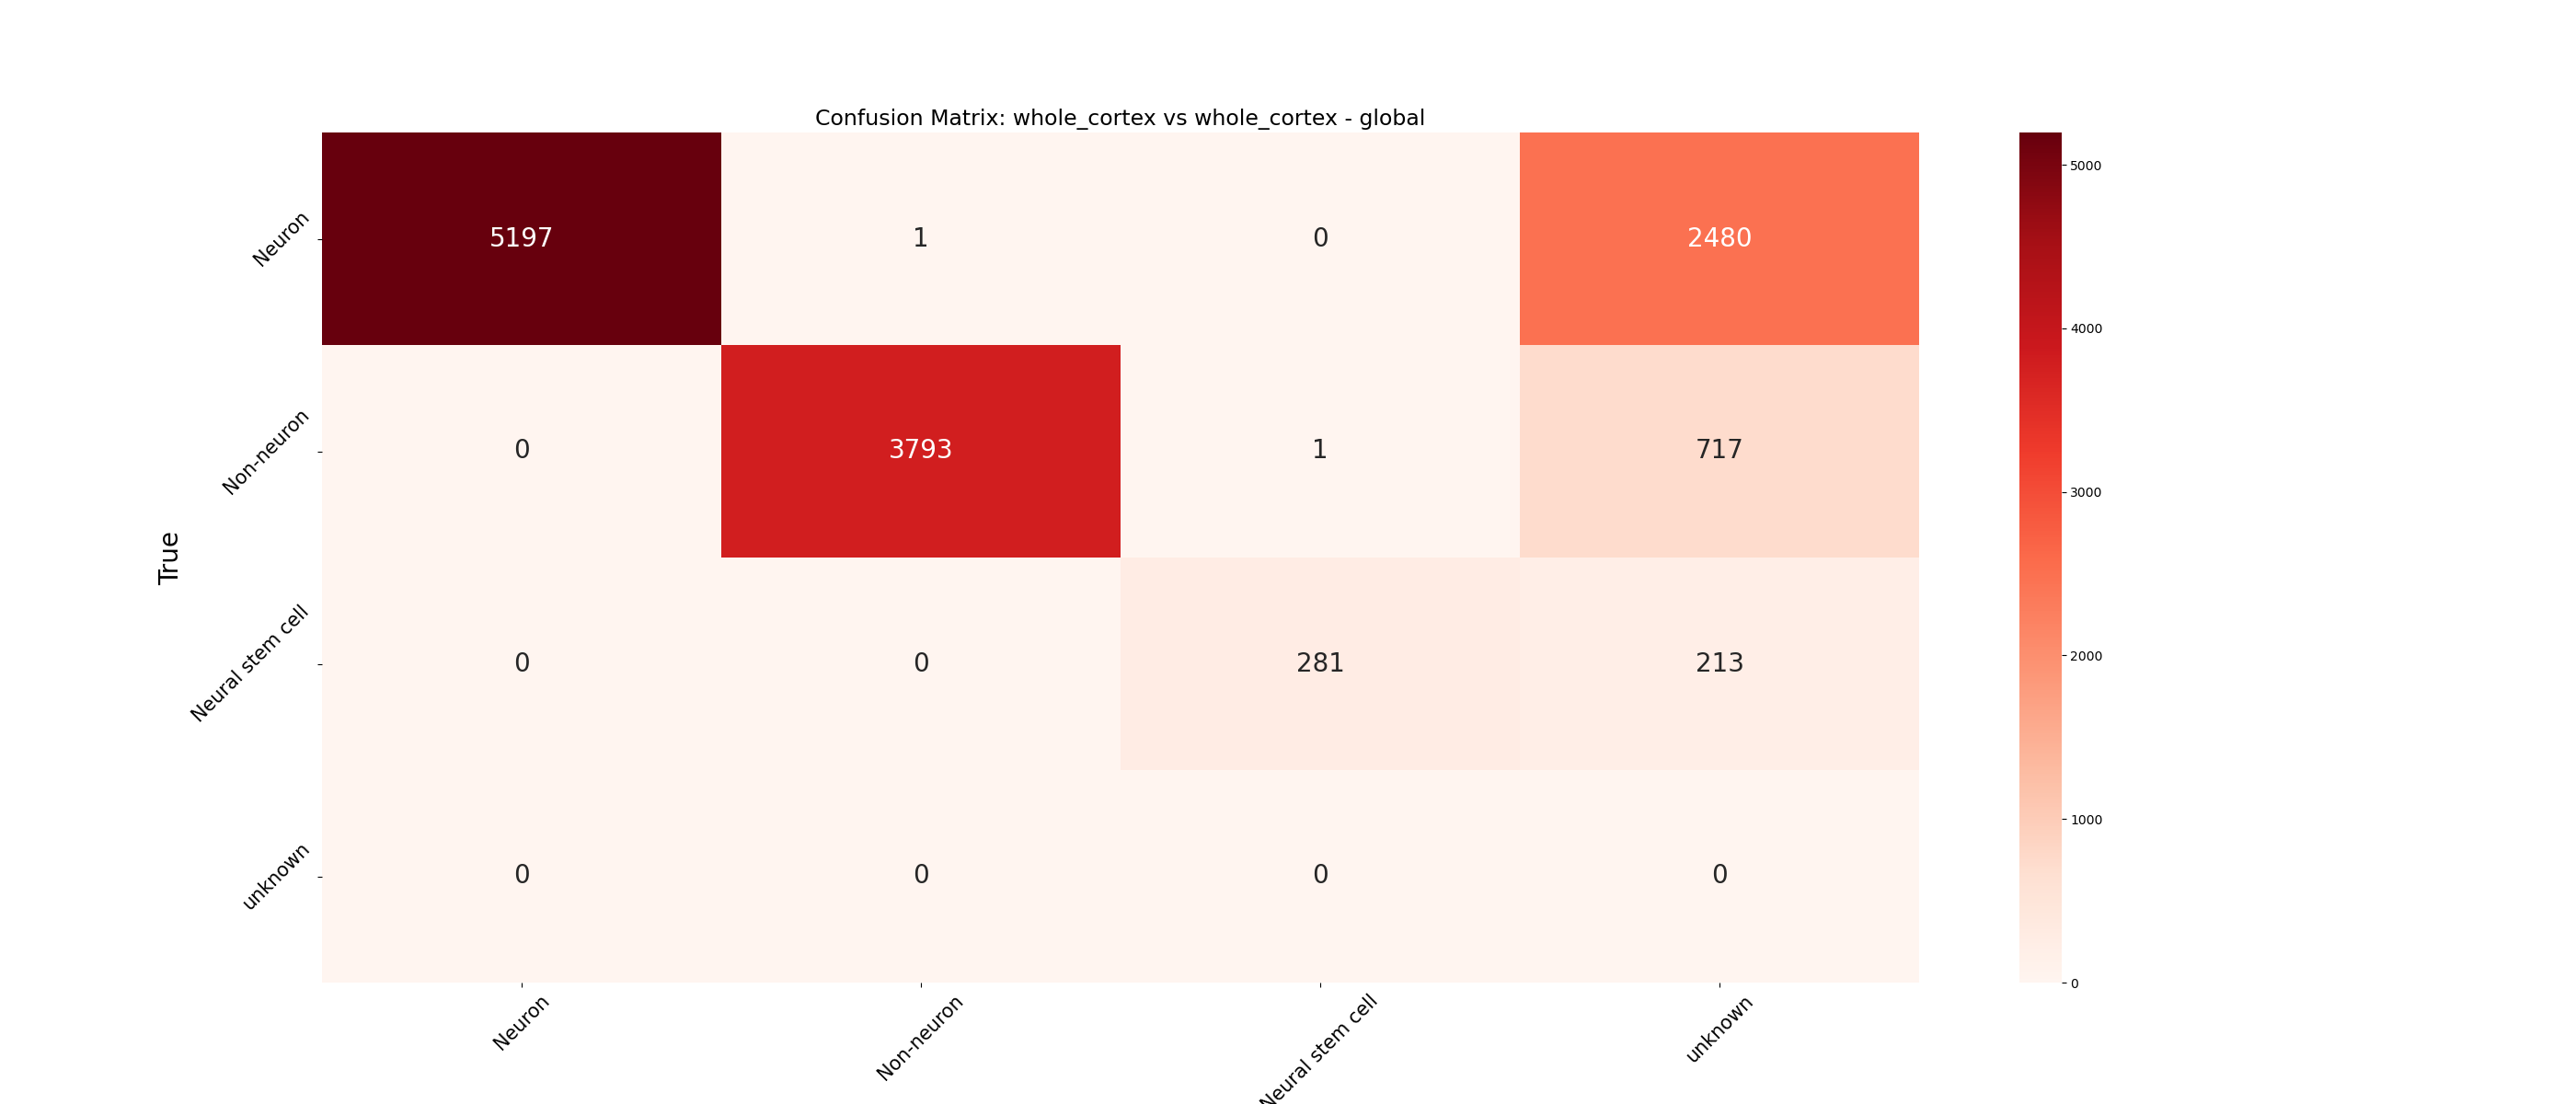 Confusion Matrix: whole_cortex vs whole_cortex - global
True
Neuron 5197 1 0 2480
Non-neuron 0 3793 1 717
Neural stem cell 0 0 281 213
unknown 0 0 0 0
Neuron Non-neuron Neural stem cell unknown
5000
4000
3000
2000
1000
0